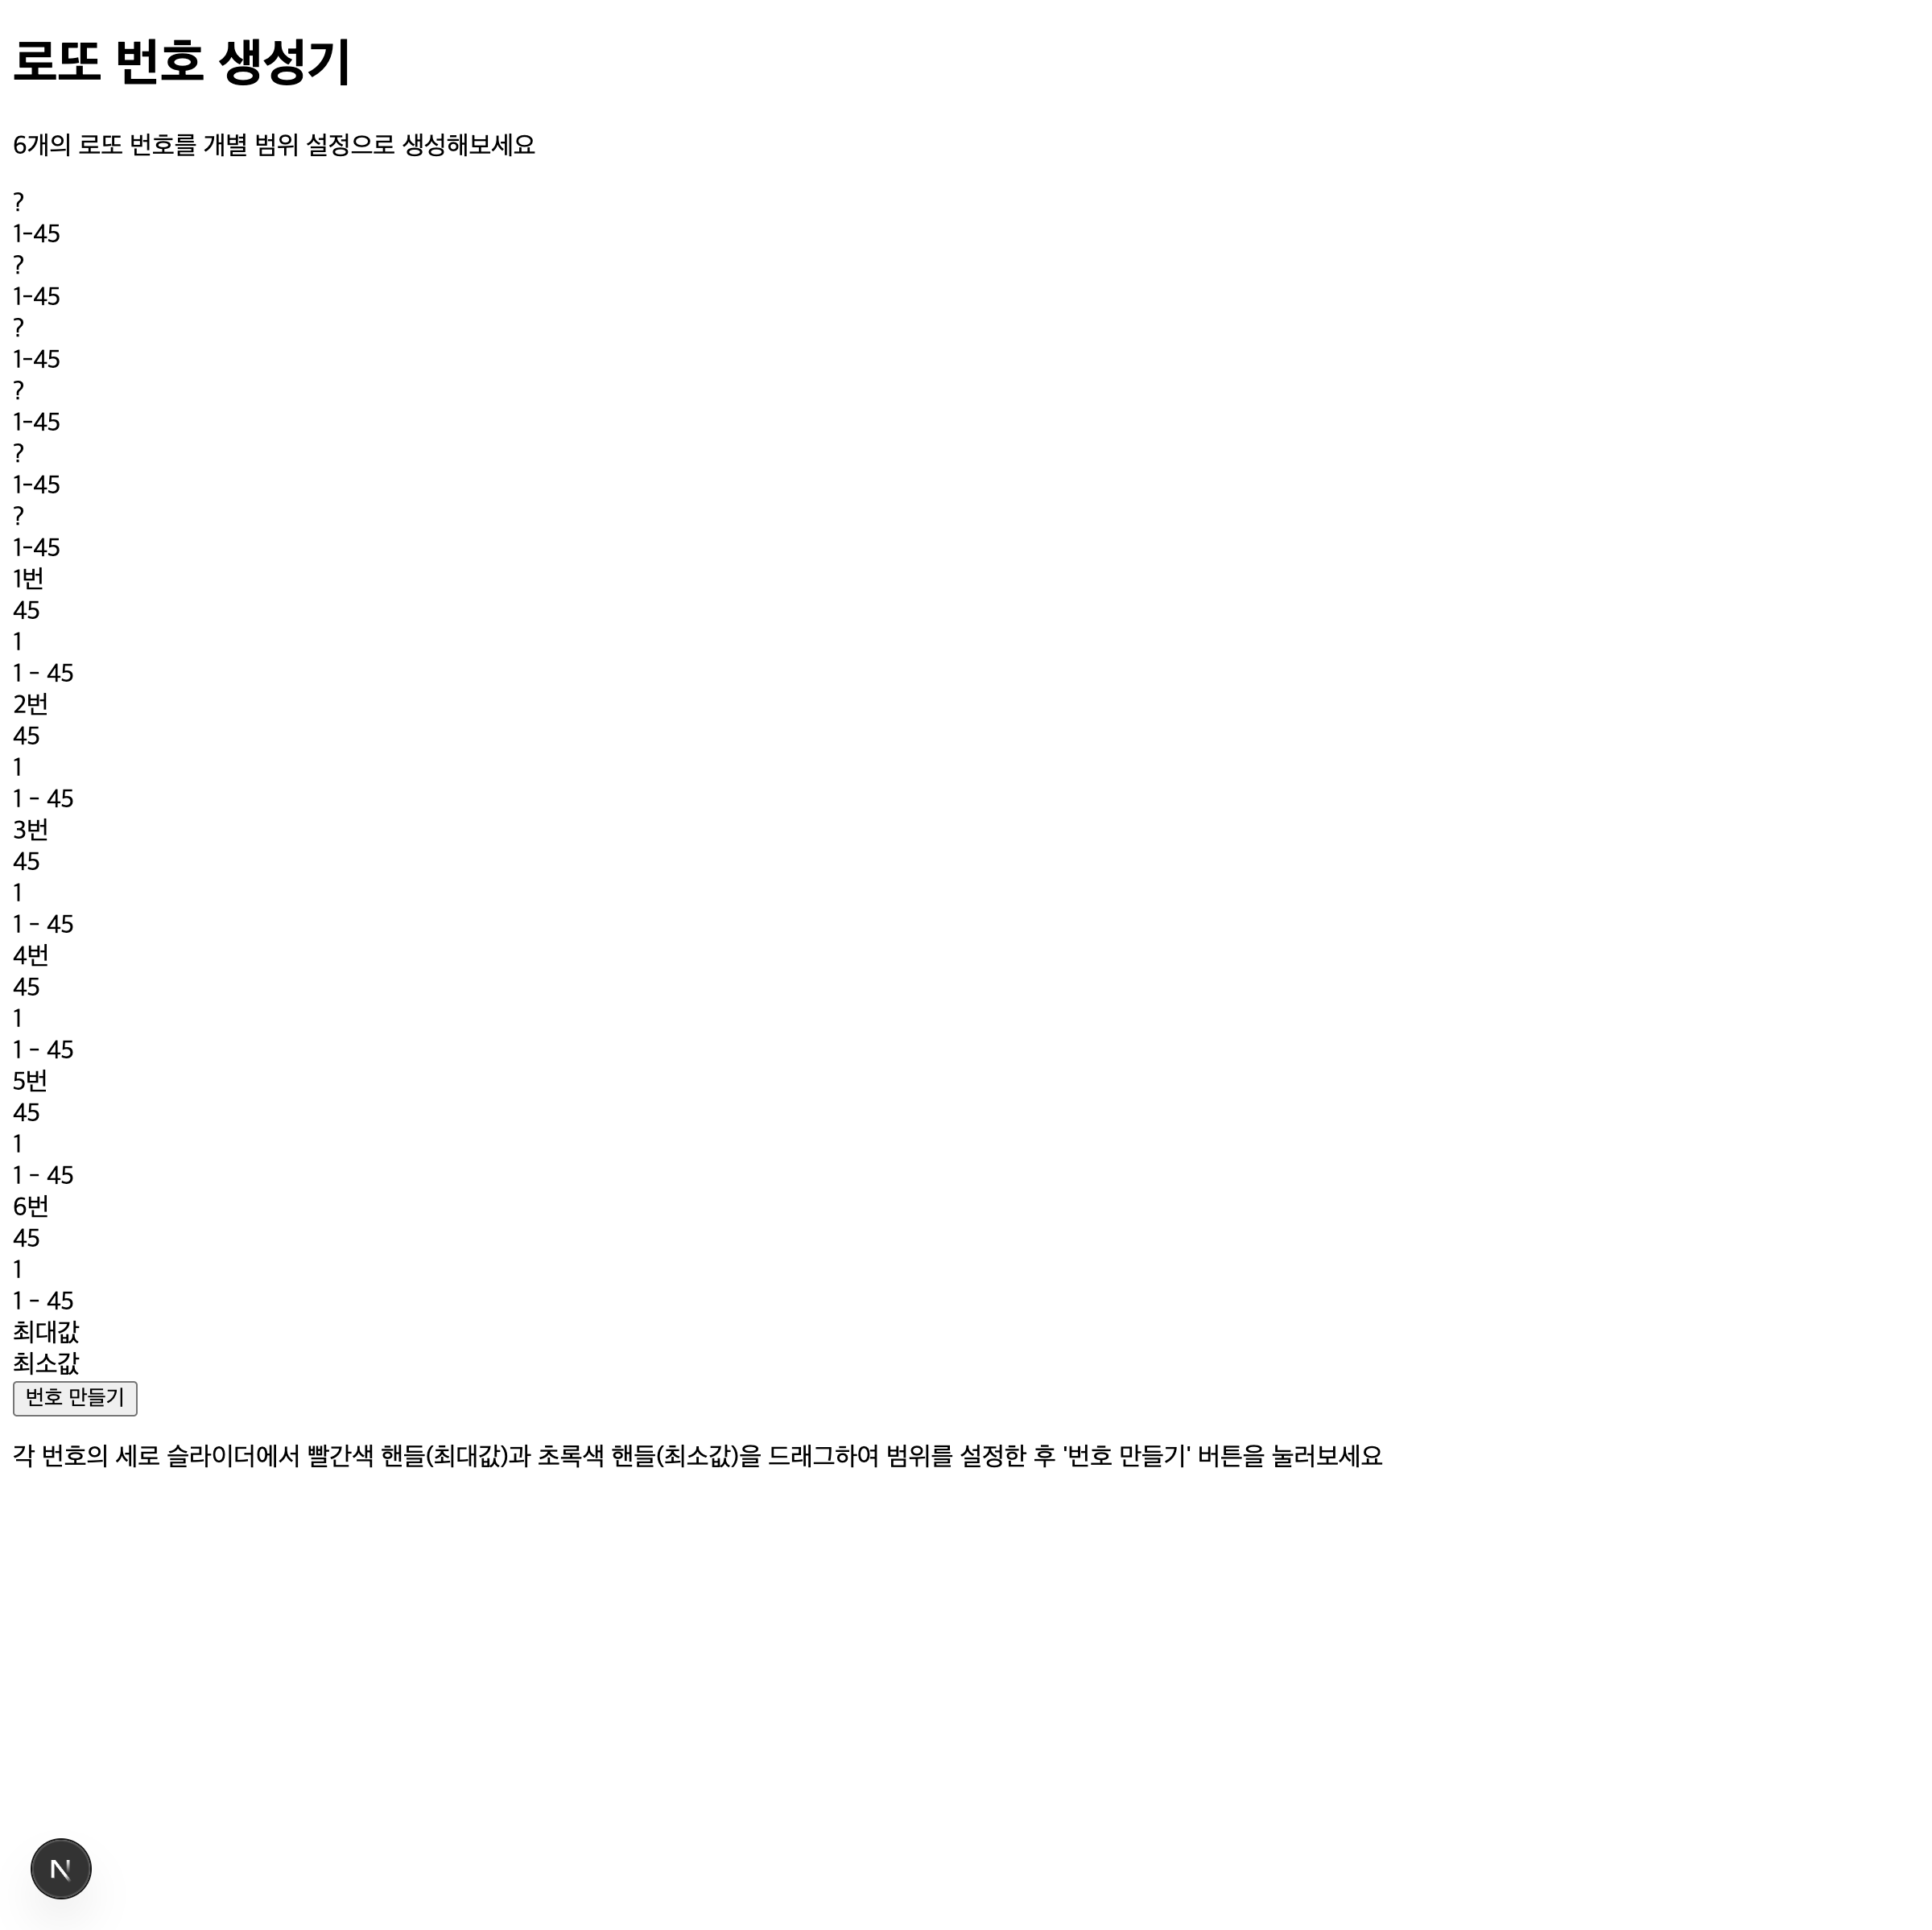 로또 번호 생성기
6개의 로또 번호를 개별 범위 설정으로 생성해보세요
?
1-45
?
1-45
?
1-45
?
1-45
?
1-45
?
1-45
1번
45
1
1 - 45
2번
45
1
1 - 45
3번
45
1
1 - 45
4번
45
1
1 - 45
5번
45
1
1 - 45
6번
45
1
1 - 45
최대값
최소값
번호 만들기
각 번호의 세로 슬라이더에서 빨간색 핸들(최대값)과 초록색 핸들(최소값)을 드래그하여 범위를 설정한 후 '번호 만들기' 버튼을 눌러보세요
N